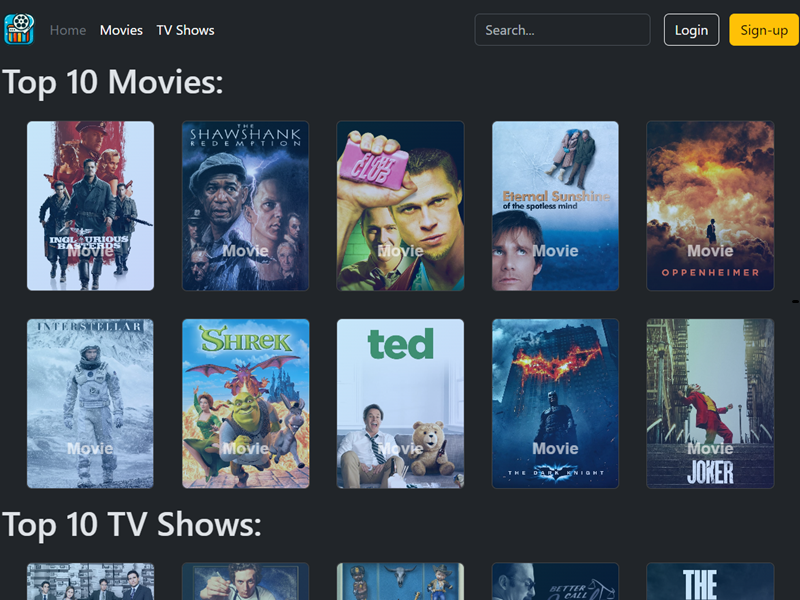 Home Movies TV Shows Search... Login Sign-up
Top 10 Movies:
INGLOURIOUS
BASTERDS
Movie
THE
SHAWSHANK
REDEMPTION
Movie
FIGHT
CLUB
Movie
Eternal Sunshine
of the spotless mind
Movie
Movie
OPPENHEIMER
INTERSTELLAR
Movie
SHREK
Movie
ted
Movie
Movie
THE DARK KNIGHT
Movie
JOKER
Top 10 TV Shows:
BETTER
CALL
THE